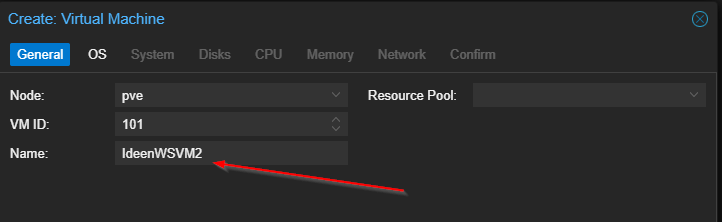 Create: Virtual Machine
General OS System Disks CPU Memory Network Confirm
Node: pve Resource Pool:
VM ID: 101
Name: IdeenWSVM2